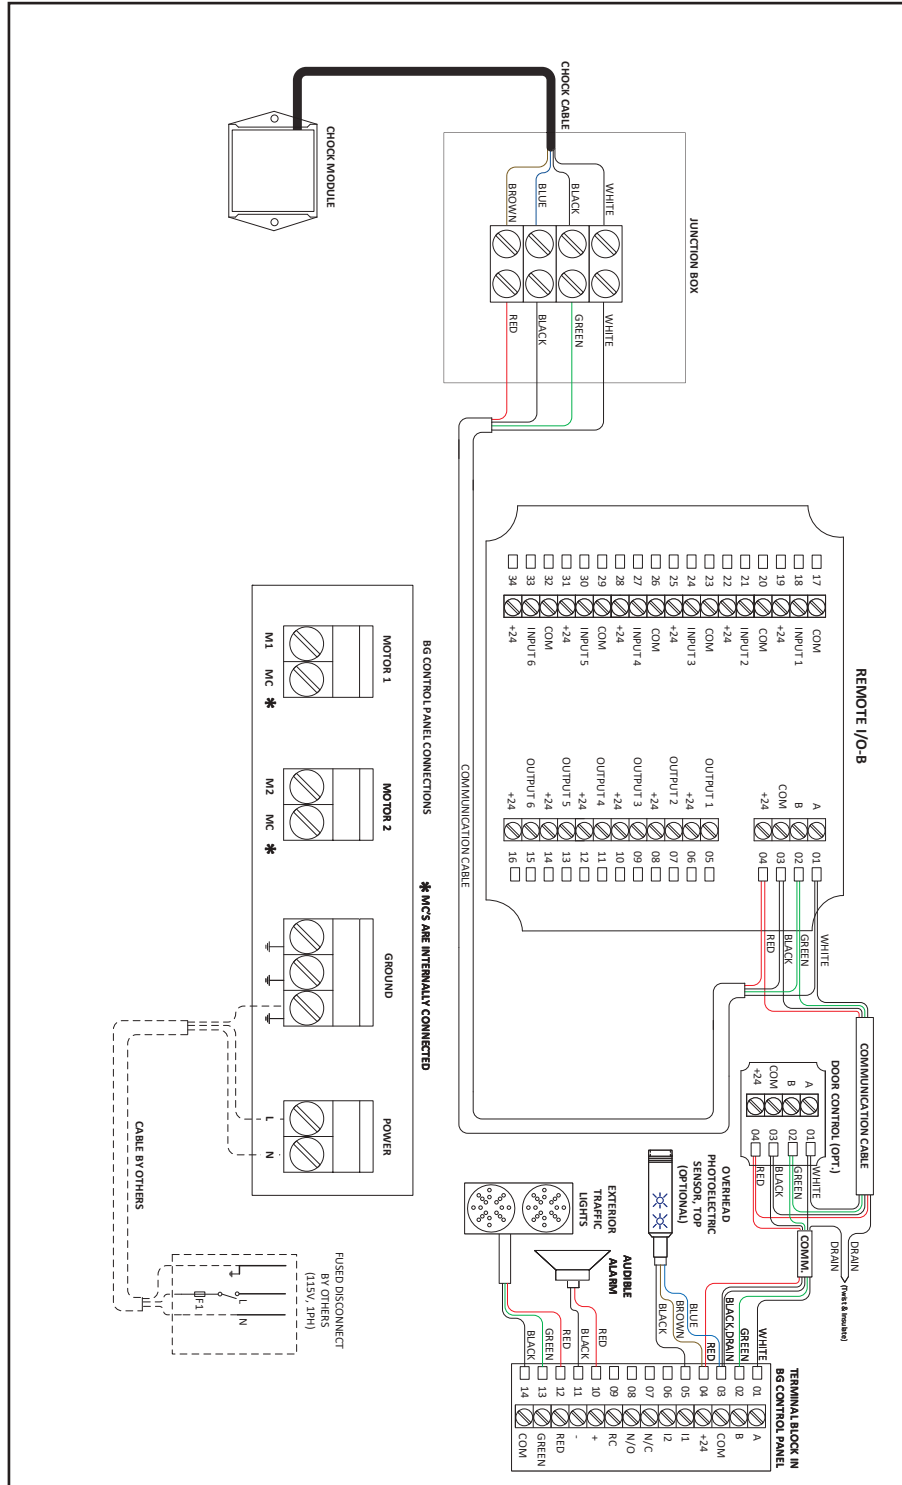 CHOCK CABLE
CHOCK MODULE
JUNCTION BOX
BROWN
BLUE
BLACK
WHITE
RED
BLACK
GREEN
WHITE
REMOTE I/O-B
17 COM
18 INPUT 1
19 +24
20 COM
21 INPUT 2
22 +24
23 COM
24 INPUT 3
25 +24
26 COM
27 INPUT 4
28 +24
29 COM
30 INPUT 5
31 +24
32 COM
33 INPUT 6
34 +24
A 01
B 02
COM 03
+24 04
OUTPUT 1 05
+24 06
OUTPUT 2 07
+24 08
OUTPUT 3 09
+24 10
OUTPUT 4 11
+24 12
OUTPUT 5 13
+24 14
OUTPUT 6 15
+24 16
WHITE
GREEN
BLACK
RED
COMMUNICATION CABLE
COMMUNICATION CABLE
BG CONTROL PANEL CONNECTIONS
* MC'S ARE INTERNALLY CONNECTED
MOTOR 1
M1 MC *
MOTOR 2
M2 MC *
GROUND
POWER
L N
CABLE BY OTHERS
FUSED DISCONNECT
BY OTHERS
(115V, 1PH)
F1
L
N
DOOR CONTROL (OPT.)
A 01
B 02
COM 03
+24 04
WHITE
GREEN
BLACK
RED
COMM.
DRAIN
DRAIN
(Twist & Insulate)
OVERHEAD
PHOTOELECTRIC
SENSOR, TOP
(OPTIONAL)
EXTERIOR
TRAFFIC
LIGHTS
AUDIBLE
ALARM
WHITE
GREEN
BLACK,DRAIN
RED
BLUE
BROWN
BLACK
RED
BLACK
RED
GREEN
BLACK
TERMINAL BLOCK IN
BG CONTROL PANEL
01 A
02 B
03 COM
04 +24
05 I1
06 I2
07 N/C
08 N/O
09 RC
10 +
11 -
12 RED
13 GREEN
14 COM